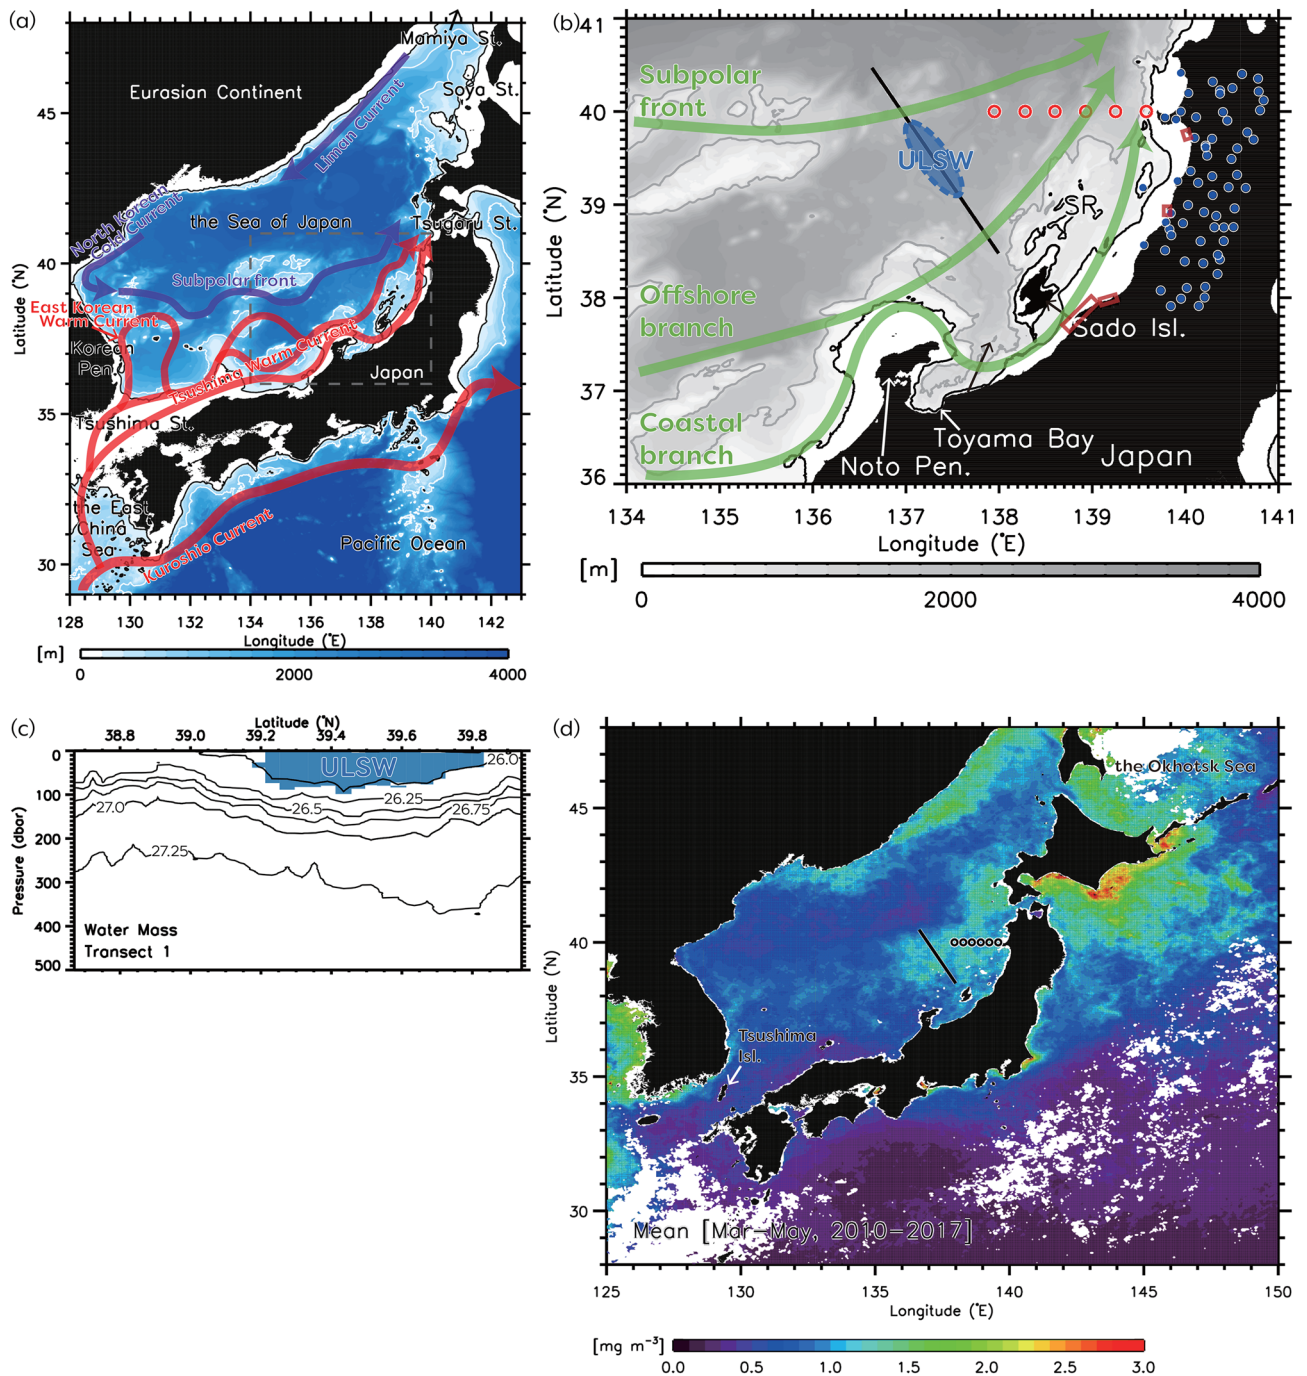 (a)
Mamiya St.
Eurasian Continent
Soya St.
45
Liman Current
North Korean
Cold Current
the Sea of Japan
Tsugaru St.
40
Subpolar front
East Korean
Warm Current
Korean
Pen.
Tsushima Warm Current
Japan
35
Tsushima St.
the East
China
Sea
Kuroshio Current
Pacific Ocean
30
Latitude (°N)
128 130 132 134 136 138 140 142
Longitude (°E)
[m]
0 2000 4000
(b)
41
Subpolar
front
40
ULSW
39
SR
Offshore
branch
38
Sado Isl.
37
Coastal
branch
Toyama Bay
Noto Pen.
Japan
36
Latitude (°N)
134 135 136 137 138 139 140 141
Longitude (°E)
[m]
0 2000 4000
(c)
Latitude (°N)
38.8 39.0 39.2 39.4 39.6 39.8
0
ULSW
26.0
100
27.0
26.5
26.25
26.75
200
27.25
300
400
500
Pressure (dbar)
Water Mass
Transect 1
(d)
the Okhotsk Sea
45
40
Tsushima
Isl.
35
30
Mean [Mar-May, 2010-2017]
Latitude (°N)
125 130 135 140 145 150
Longitude (°E)
[mg m⁻³]
0.0 0.5 1.0 1.5 2.0 2.5 3.0